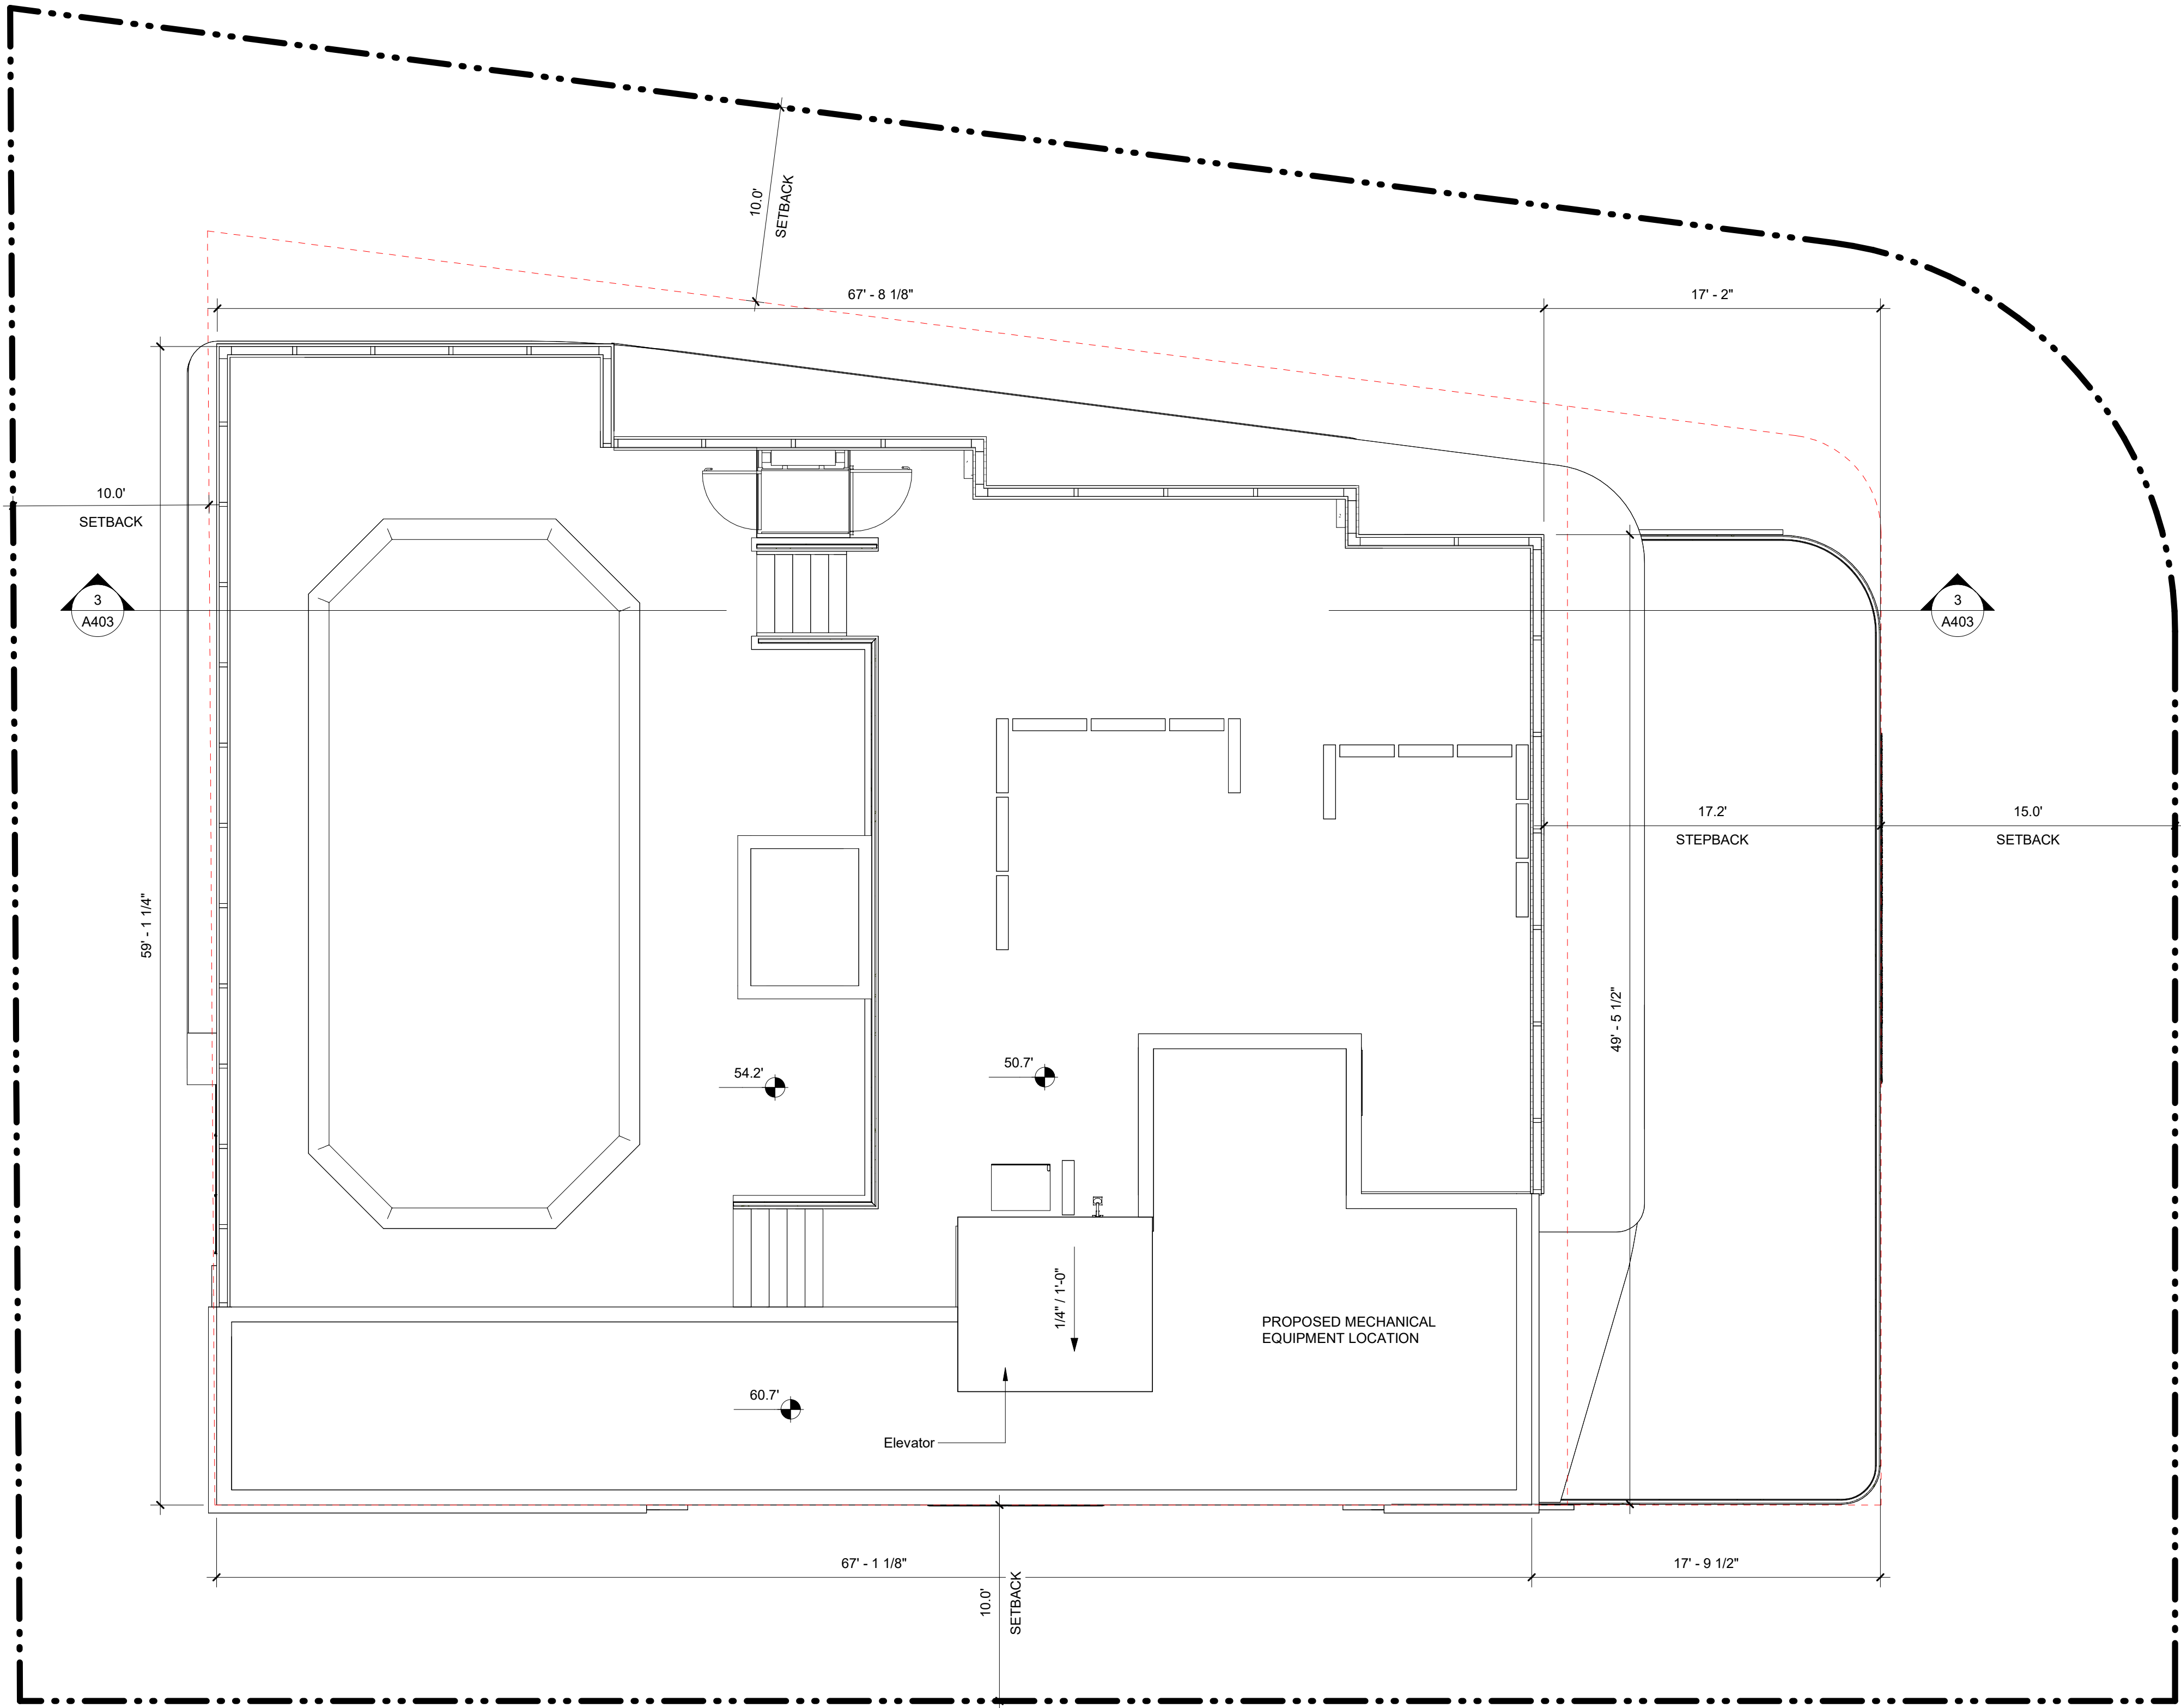 10.0'
SETBACK
67' - 8 1/8"
17' - 2"
10.0'
SETBACK
3
A403
3
A403
17.2'
STEPBACK
15.0'
SETBACK
59' - 1 1/4"
49' - 5 1/2"
54.2'
50.7'
1/4" / 1'-0"
PROPOSED MECHANICAL
EQUIPMENT LOCATION
60.7'
Elevator
67' - 1 1/8"
17' - 9 1/2"
10.0'
SETBACK